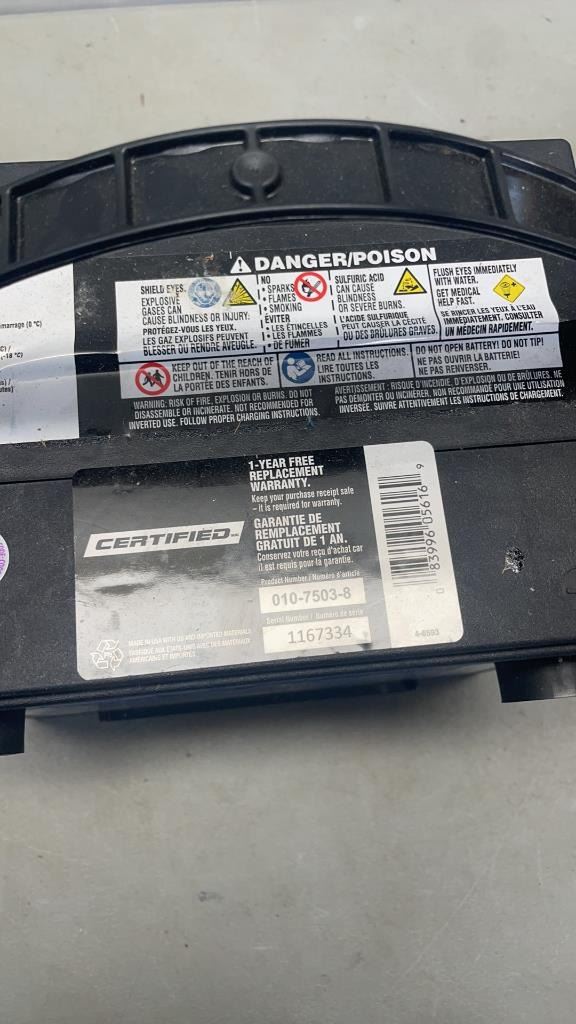 DANGER/POISON
SHIELD EYES.
EXPLOSIVE
GASES CAN
CAUSE BLINDNESS OR INJURY:
PROTÉGEZ-VOUS LES YEUX.
LES GAZ EXPLOSIFS PEUVENT
BLESSER OU RENDRE AVEUGLE.
NO
• SPARKS
• FLAMES
• SMOKING
ÉVITER
• LES ÉTINCELLES
• LES FLAMMES
• DE FUMER
SULFURIC ACID
CAN CAUSE
BLINDNESS
OR SEVERE BURNS.
L'ACIDE SULFURIQUE
PEUT CAUSER LA CÉCITÉ
OU DES BRÛLURES GRAVES.
FLUSH EYES IMMEDIATELY
WITH WATER.
GET MEDICAL
HELP FAST.
SE RINCER LES YEUX À L'EAU
IMMÉDIATEMENT. CONSULTER
UN MÉDECIN RAPIDEMENT.
KEEP OUT OF THE REACH OF
CHILDREN. TENIR HORS DE
LA PORTÉE DES ENFANTS.
READ ALL INSTRUCTIONS.
LIRE TOUTES LES
INSTRUCTIONS.
DO NOT OPEN BATTERY! DO NOT TIP!
NE PAS OUVRIR LA BATTERIE!
NE PAS RENVERSER.
WARNING: RISK OF FIRE, EXPLOSION OR BURNS. DO NOT
DISASSEMBLE OR INCINERATE. NOT RECOMMENDED FOR
INVERTED USE. FOLLOW PROPER CHARGING INSTRUCTIONS.
AVERTISSEMENT : RISQUE D'INCENDIE, D'EXPLOSION OU DE BRÛLURES. NE
PAS DÉMONTER OU INCINÉRER. NON RECOMMANDÉ POUR UNE UTILISATION
INVERSÉE. SUIVRE ATTENTIVEMENT LES INSTRUCTIONS DE CHARGEMENT.
(0 °C)
(-18 °C)
1-YEAR FREE
REPLACEMENT
WARRANTY.
Keep your purchase receipt safe
– it is required for warranty.
GARANTIE DE
REMPLACEMENT
GRATUIT DE 1 AN.
Conservez votre reçu d'achat car
il est requis pour la garantie.
CERTIFIED
Product Number / Numéro d'article
010-7503-8
Serial Number / Numéro de série
1167334
MADE IN USA WITH US AND IMPORTED MATERIALS
FABRIQUÉ AUX ÉTATS-UNIS AVEC DES MATÉRIAUX
AMÉRICAINS ET IMPORTÉS
0 83996 05616 9
4-6593